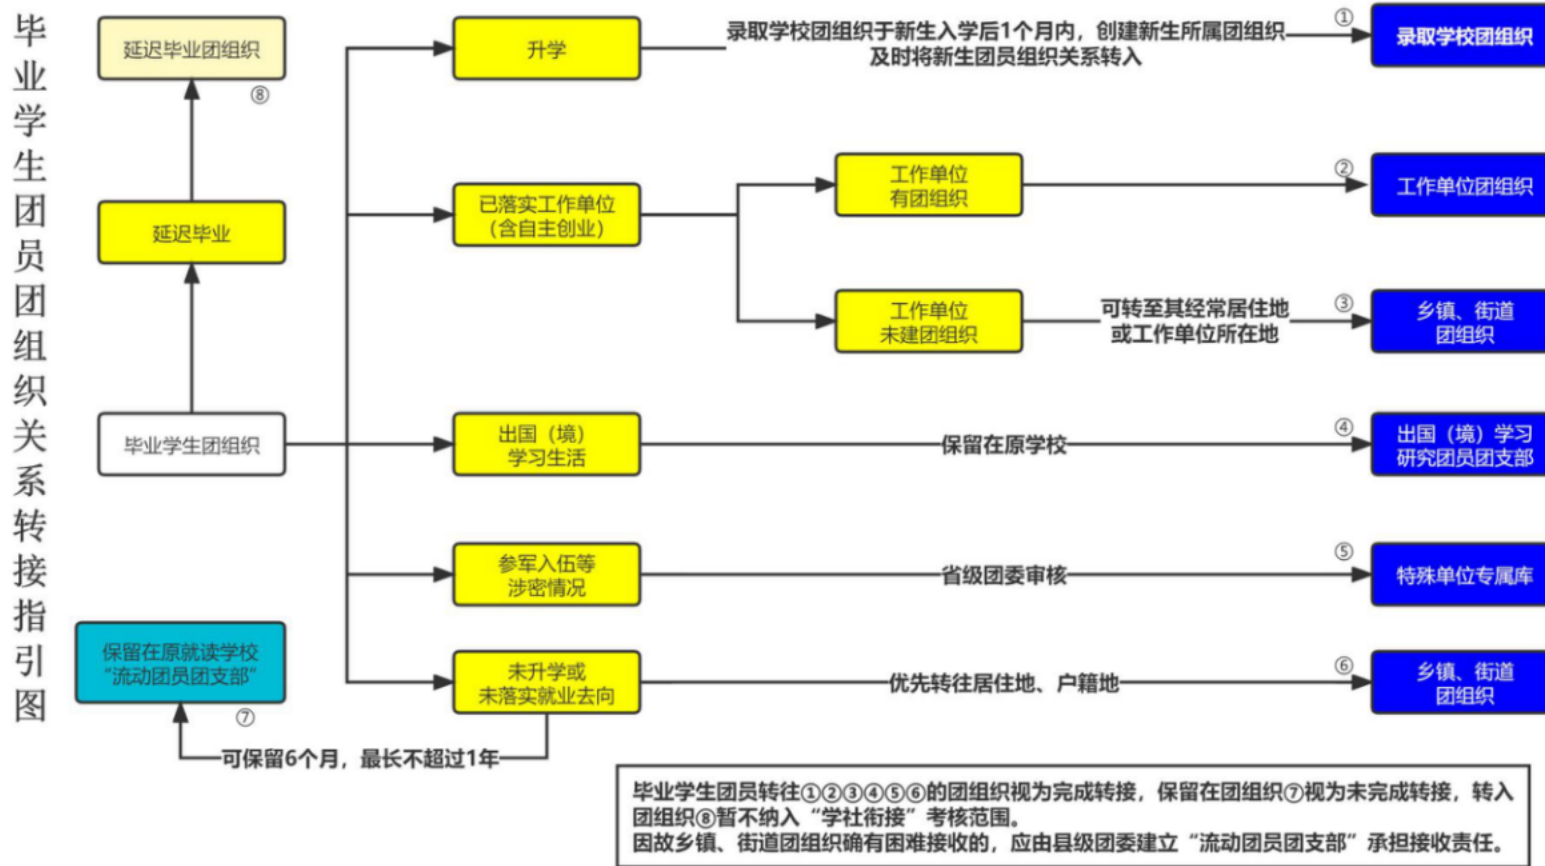 毕业学生团员团组织关系转接指引图
延迟毕业团组织
⑧
延迟毕业
毕业学生团组织
升学
录取学校团组织于新生入学后1个月内，创建新生所属团组织
及时将新生团员组织关系转入
①
录取学校团组织
已落实工作单位
（含自主创业）
工作单位
有团组织
②
工作单位团组织
工作单位
未建团组织
可转至其经常居住地
或工作单位所在地
③
乡镇、街道
团组织
出国（境）
学习生活
保留在原学校
④
出国（境）学习
研究团员团支部
参军入伍等
涉密情况
省级团委审核
⑤
特殊单位专属库
未升学或
未落实就业去向
优先转往居住地、户籍地
⑥
乡镇、街道
团组织
保留在原就读学校
“流动团员团支部”
⑦
可保留6个月，最长不超过1年
毕业学生团员转往①②③④⑤⑥的团组织视为完成转接，保留在团组织⑦视为未完成转接，转入
团组织⑧暂不纳入“学社衔接”考核范围。
因故乡镇、街道团组织确有困难接收的，应由县级团委建立“流动团员团支部”承担接收责任。